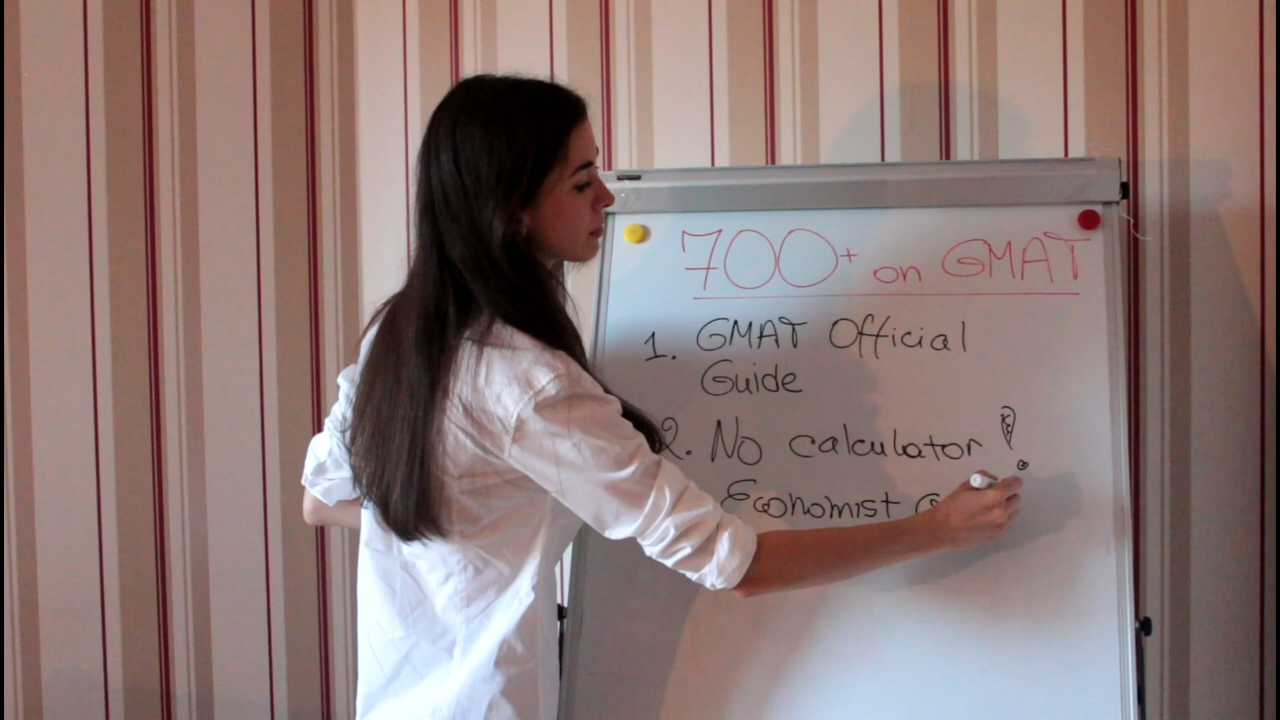 700+ on GMAT
1. GMAT Official
Guide
2. No calculator!
Economist